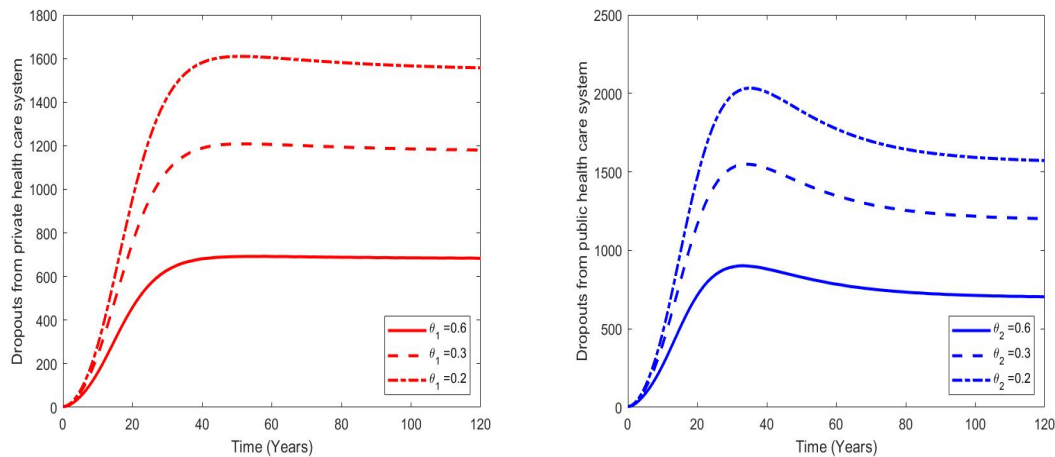 Dropouts from private health care system
1800
1600
1400
1200
1000
800
600
400
200
0
0 20 40 60 80 100 120
Time (Years)
θ1 =0.6
θ1 =0.3
θ1 =0.2
Dropouts from public health care system
2500
2000
1500
1000
500
0
0 20 40 60 80 100 120
Time (Years)
θ2 =0.6
θ2 =0.3
θ2 =0.2